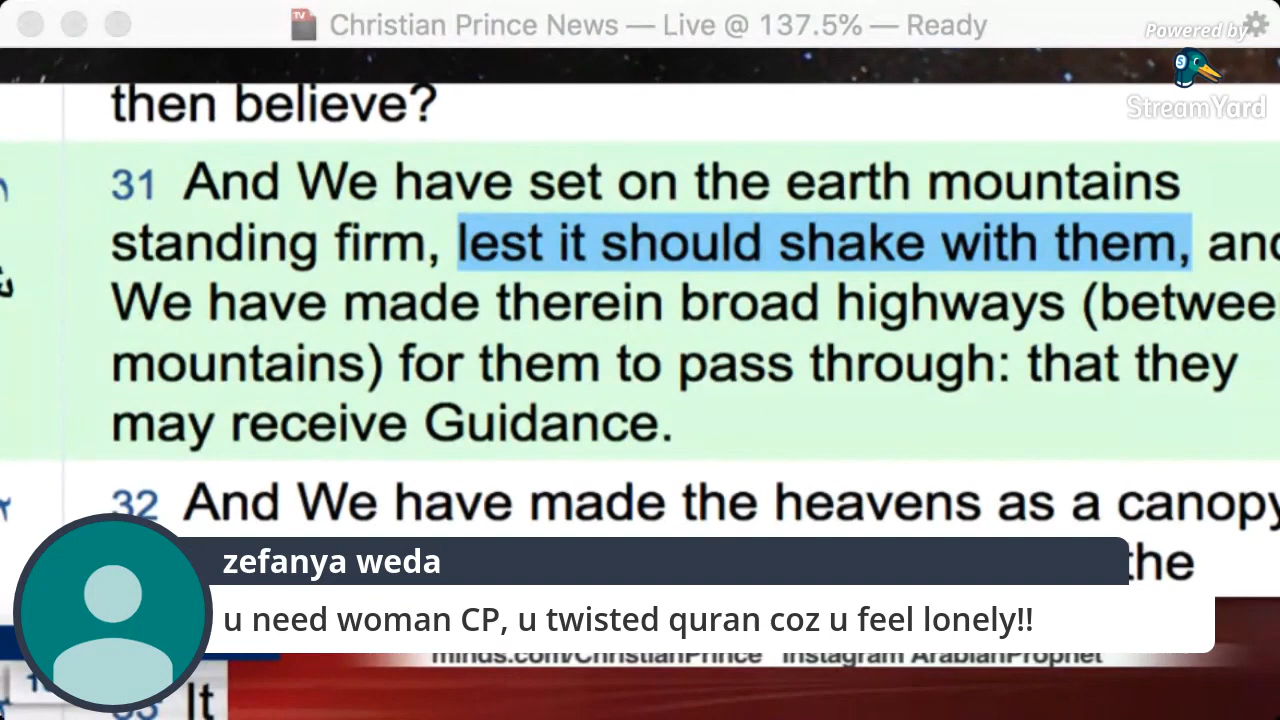 Christian Prince News — Live @ 137.5% — Ready
Powered by
StreamYard
then believe?
31 And We have set on the earth mountains
standing firm, lest it should shake with them, and
We have made therein broad highways (between
mountains) for them to pass through: that they
may receive Guidance.
32 And We have made the heavens as a canopy
the
zefanya weda
u need woman CP, u twisted quran coz u feel lonely!!
minds.com/ChristianPrince Instagram ArabianProphet
33 It